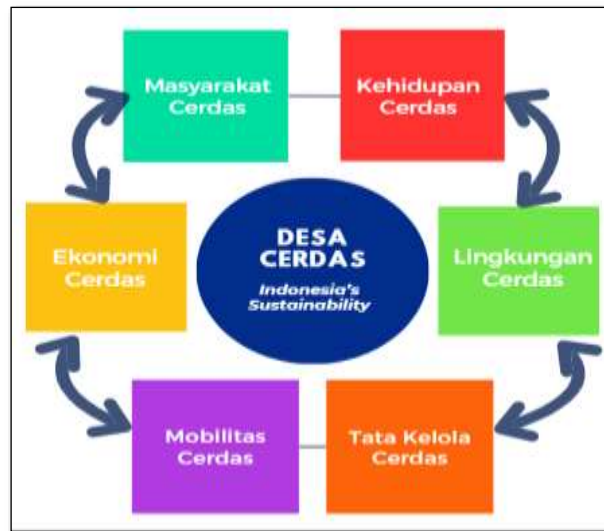 Masyarakat
Cerdas
Kehidupan
Cerdas
Ekonomi
Cerdas
DESA
CERDAS
Indonesia's
Sustainability
Lingkungan
Cerdas
Mobilitas
Cerdas
Tata Kelola
Cerdas